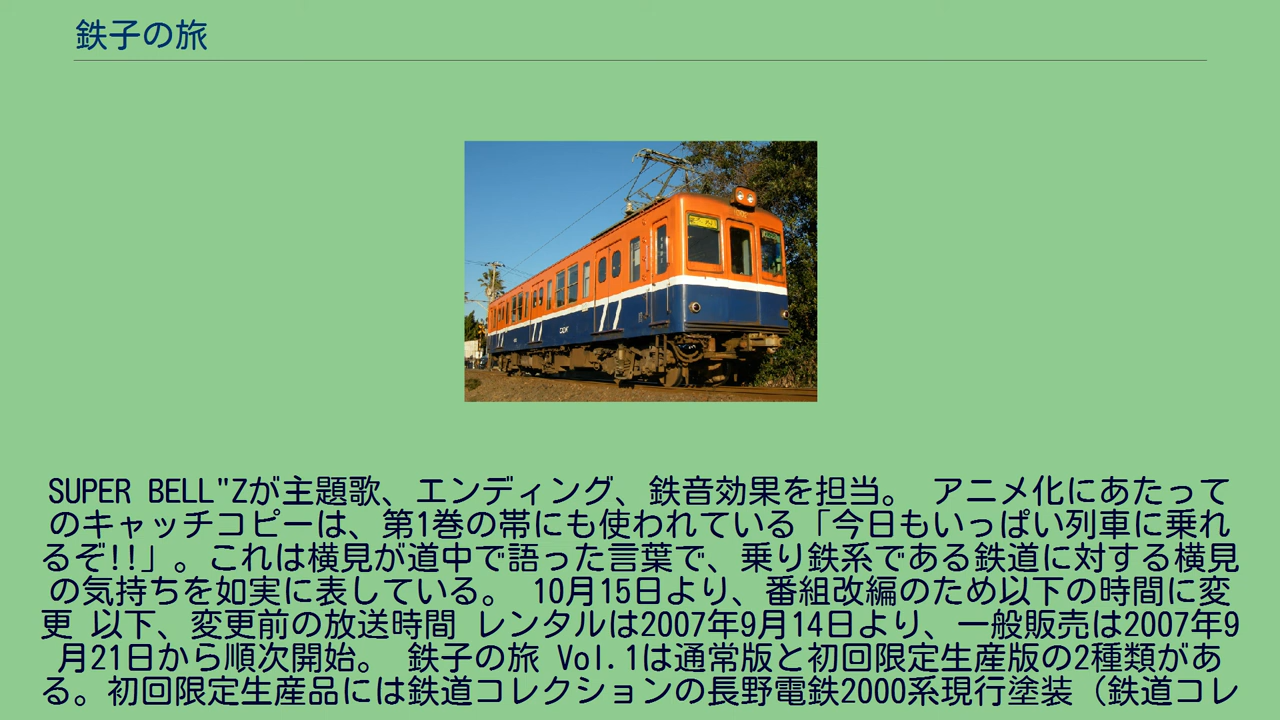 鉄子の旅
SUPER BELL"Zが主題歌、エンディング、鉄音効果を担当。 アニメ化にあたって
のキャッチコピーは、第1巻の帯にも使われている「今日もいっぱい列車に乗れ
るぞ!!」。これは横見が道中で語った言葉で、乗り鉄系である鉄道に対する横見
の気持ちを如実に表している。 10月15日より、番組改編のため以下の時間に変
更 以下、変更前の放送時間 レンタルは2007年9月14日より、一般販売は2007年9
月21日から順次開始。 鉄子の旅 Vol.1は通常版と初回限定生産版の2種類があ
る。初回限定生産品には鉄道コレクションの長野電鉄2000系現行塗装（鉄道コレ